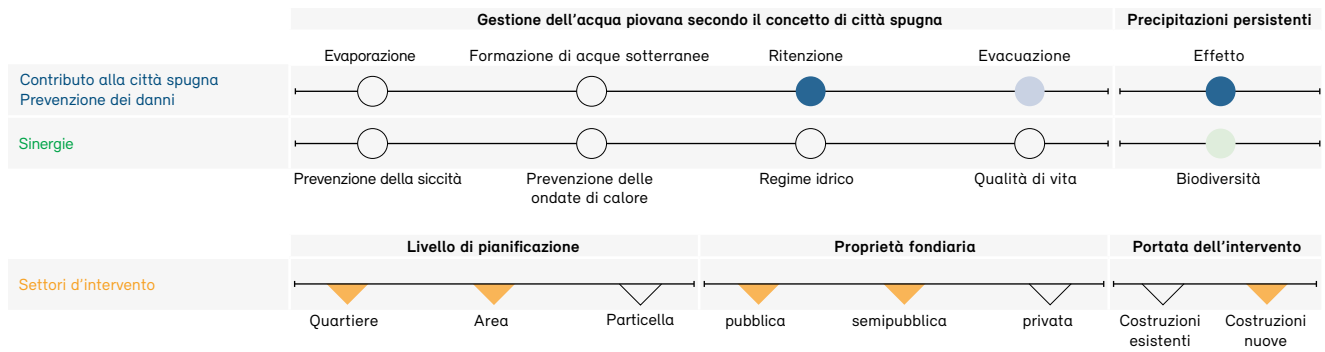 Gestione dell'acqua piovana secondo il concetto di città spugna
Precipitazioni persistenti
Evaporazione
Formazione di acque sotterranee
Ritenzione
Evacuazione
Effetto
Contributo alla città spugna
Prevenzione dei danni
Sinergie
Prevenzione della siccità
Prevenzione delle
ondate di calore
Regime idrico
Qualità di vita
Biodiversità
Livello di pianificazione
Proprietà fondiaria
Portata dell'intervento
Settori d'intervento
Quartiere
Area
Particella
pubblica
semipubblica
privata
Costruzioni
esistenti
Costruzioni
nuove